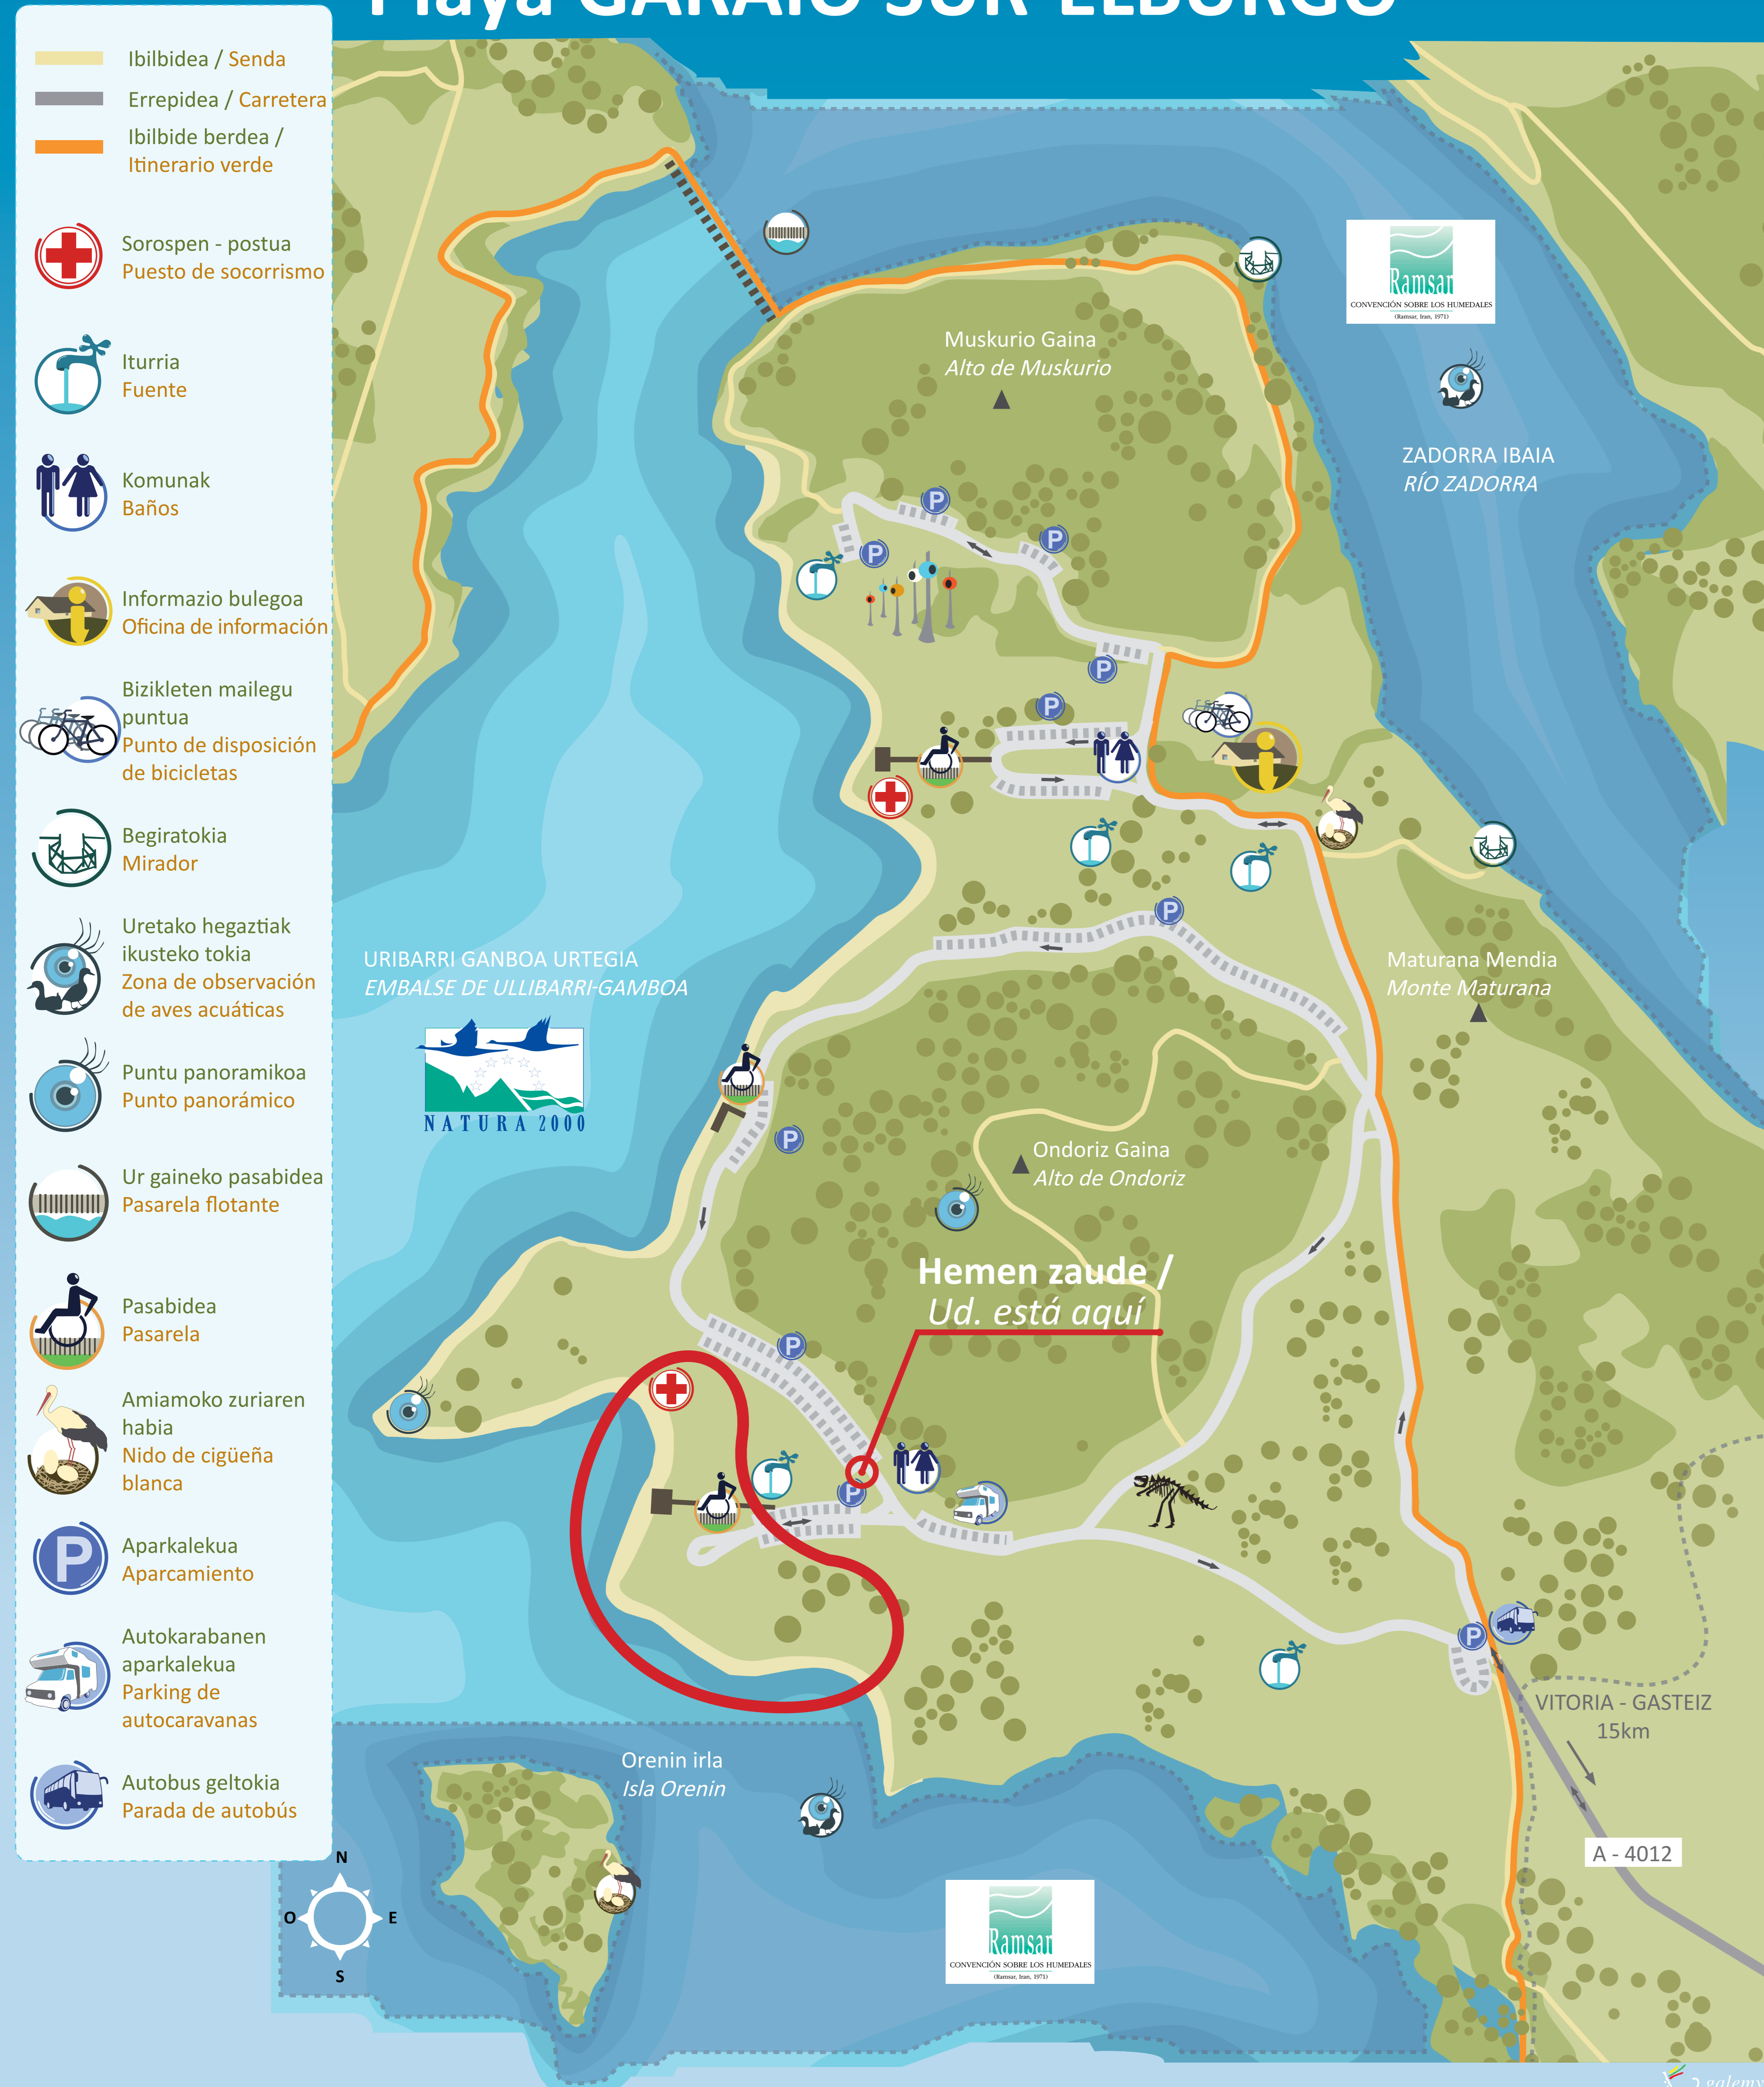 Playa GARAIO SUR-ELBURGO
Ibilbidea / Senda
Errepidea / Carretera
Ibilbide berdea /
Itinerario verde
Sorospen - postua
Puesto de socorrismo
Iturria
Fuente
Komunak
Baños
Informazio bulegoa
Oficina de información
Bizikleten mailegu
puntua
Punto de disposición
de bicicletas
Begiratokia
Mirador
Uretako hegaztiak
ikusteko tokia
Zona de observación
de aves acuáticas
Puntu panoramikoa
Punto panorámico
Ur gaineko pasabidea
Pasarela flotante
Pasabidea
Pasarela
Amiamoko zuriaren
habia
Nido de cigüeña
blanca
P
Aparkalekua
Aparcamiento
Autokarabanen
aparkalekua
Parking de
autocaravanas
Autobus geltokia
Parada de autobús
N
O
E
S
Ramsar
CONVENCIÓN SOBRE LOS HUMEDALES
(Ramsar, Iran, 1971)
Muskurio Gaina
Alto de Muskurio
ZADORRA IBAIA
RÍO ZADORRA
P
P
P
P
P
P
URIBARRI GANBOA URTEGIA
EMBALSE DE ULLIBARRI-GAMBOA
NATURA 2000
Maturana Mendia
Monte Maturana
P
Ondoriz Gaina
Alto de Ondoriz
Hemen zaude /
Ud. está aquí
P
P
P
VITORIA - GASTEIZ
15km
Orenin irla
Isla Orenin
A - 4012
Ramsar
CONVENCIÓN SOBRE LOS HUMEDALES
(Ramsar, Iran, 1971)